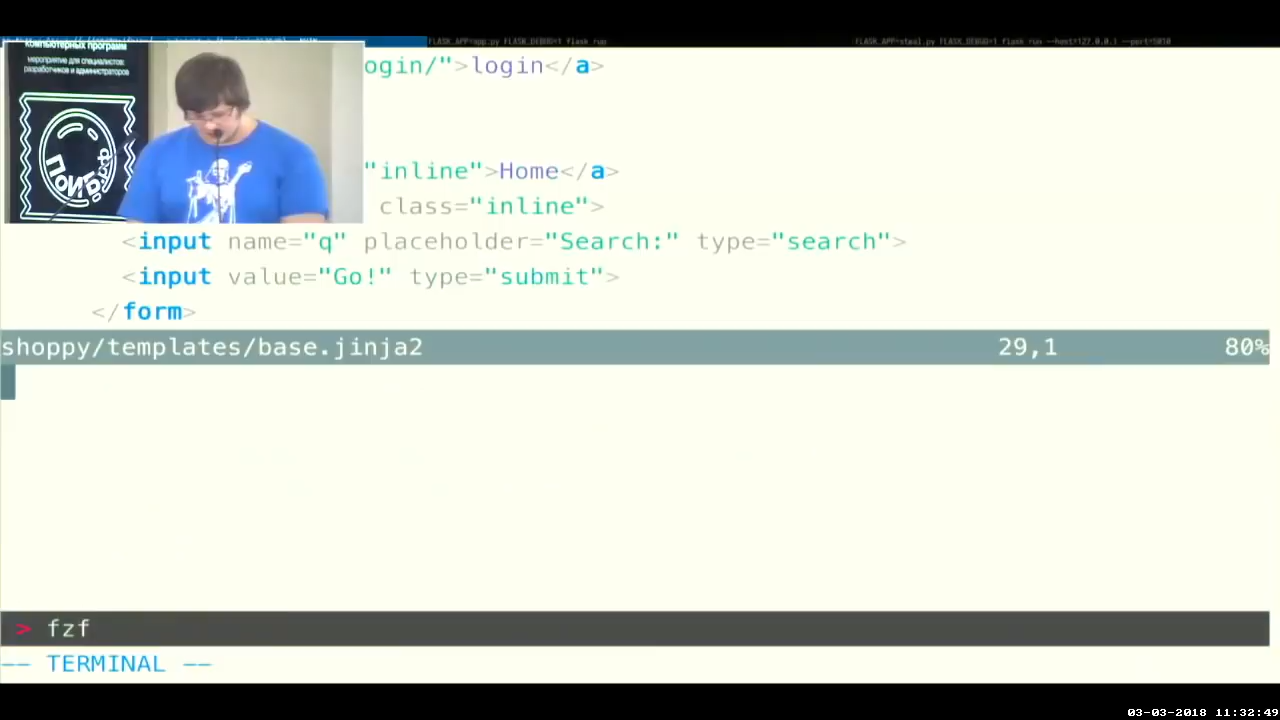 FLASK_APP=app.py FLASK_DEBUG=1 flask run
FLASK_APP=steal.py FLASK_DEBUG=1 flask run --host=127.0.0.1 --port=5010
компьютерных программ
мероприятие для специалистов:
разработчиков и администраторов
ogin/">login</a>
"inline">Home</a>
class="inline">
<input name="q" placeholder="Search:" type="search">
<input value="Go!" type="submit">
</form>
shoppy/templates/base.jinja2 29,1 80%
> fzf
-- TERMINAL --
03-03-2018 11:32:49